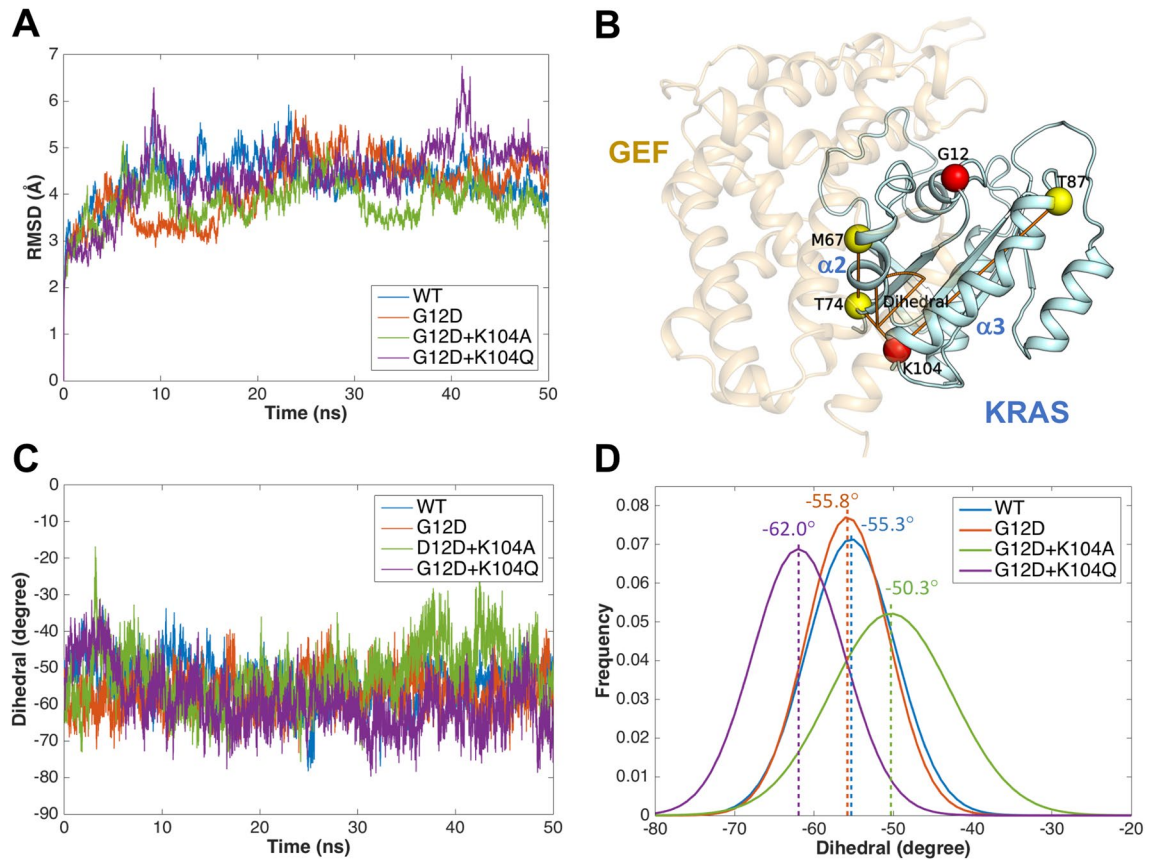 A
7
6
5
4
3
2
1
0
RMSD (Å)
0
10
20
30
40
50
Time (ns)
WT
G12D
G12D+K104A
G12D+K104Q
B
GEF
G12
T87
M67
α2
T74
Dihedral
α3
K104
KRAS
C
0
-10
-20
-30
-40
-50
-60
-70
-80
-90
Dihedral (degree)
0
10
20
30
40
50
Time (ns)
WT
G12D
D12D+K104A
G12D+K104Q
D
0.08
0.07
0.06
0.05
0.04
0.03
0.02
0.01
0
Frequency
-55.8°
-62.0°
-55.3°
-50.3°
WT
G12D
G12D+K104A
G12D+K104Q
-80
-70
-60
-50
-40
-30
-20
Dihedral (degree)